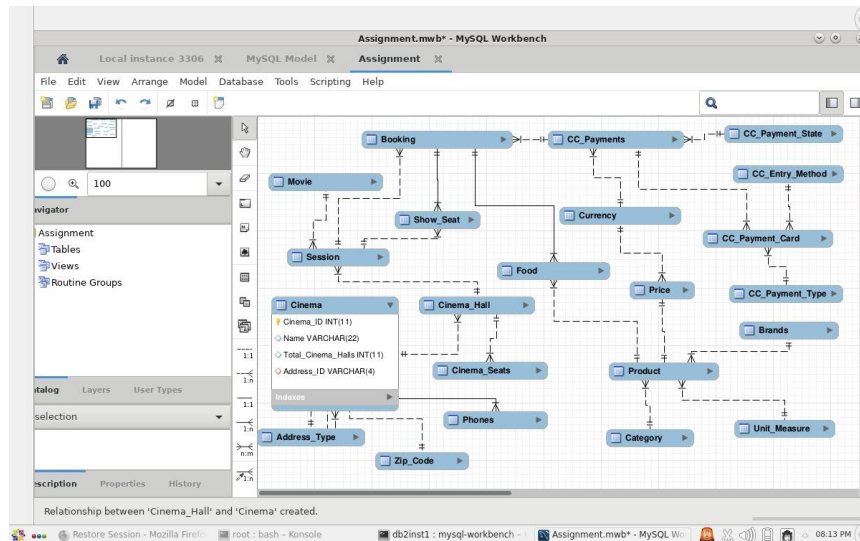 Assignment.mwb* - MySQL Workbench
Local instance 3306 MySQL Model Assignment
File Edit View Arrange Model Database Tools Scripting Help
100
avigator
Assignment
Tables
Views
Routine Groups
atalog Layers User Types
selection
escription Properties History
1:1
1:n
1:1
1:n
n:m
1:n
Booking
CC_Payments
CC_Payment_State
Movie
CC_Entry_Method
Show_Seat
Currency
CC_Payment_Card
Session
Food
Price
CC_Payment_Type
Cinema
Cinema_ID INT(11)
Name VARCHAR(22)
Total_Cinema_Halls INT(11)
Address_ID VARCHAR(4)
Indexes
Cinema_Hall
Brands
Cinema_Seats
Product
Phones
Address_Type
Category
Unit_Measure
Zip_Code
Relationship between 'Cinema_Hall' and 'Cinema' created.
Restore Session - Mozilla Firefo root : bash - Konsole db2inst1 : mysql-workbench - Assignment.mwb* - MySQL Wo 08:13 PM